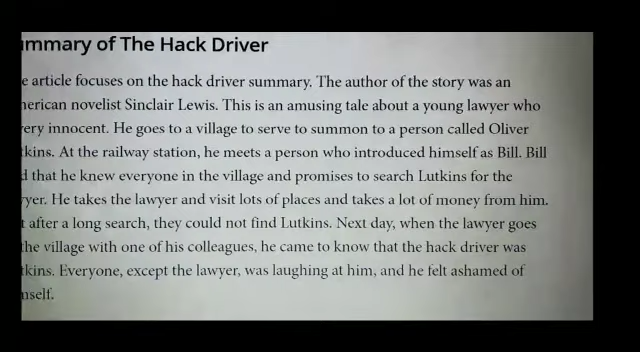 ummary of The Hack Driver
e article focuses on the hack driver summary. The author of the story was an
nerican novelist Sinclair Lewis. This is an amusing tale about a young lawyer who
very innocent. He goes to a village to serve to summon to a person called Oliver
tkins. At the railway station, he meets a person who introduced himself as Bill. Bill
d that he knew everyone in the village and promises to search Lutkins for the
yer. He takes the lawyer and visit lots of places and takes a lot of money from him.
t after a long search, they could not find Lutkins. Next day, when the lawyer goes
the village with one of his colleagues, he came to know that the hack driver was
tkins. Everyone, except the lawyer, was laughing at him, and he felt ashamed of
nself.